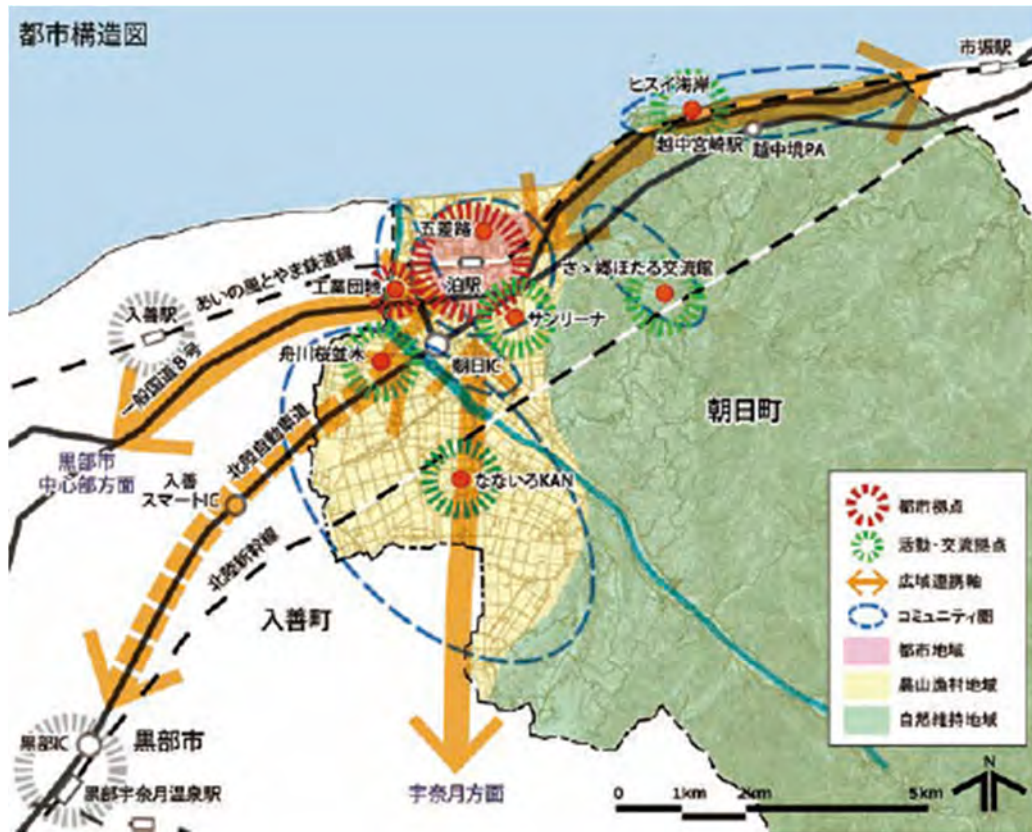 都市構造図
市振駅
ヒスイ海岸
越中宮崎駅
越中境PA
五差路
泊駅
工業団地
あいの風とやま鉄道線
さゝ郷ほたる交流館
サンリーナ
入善駅
一般国道8号
舟川桜並木
朝日IC
朝日町
北陸自動車道
黒部市
中心部方面
入善
スマートIC
なないろKAN
北陸新幹線
入善町
黒部IC
黒部市
黒部宇奈月温泉駅
宇奈月方面
都市拠点
活動・交流拠点
広域連携軸
コミュニティ圏
都市地域
農山漁村地域
自然維持地域
N
0 1km 2km 5km